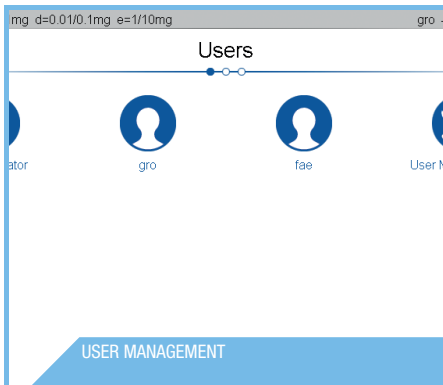 mg d=0.01/0.1mg e=1/10mg gro
Users
ator gro fae User
USER MANAGEMENT